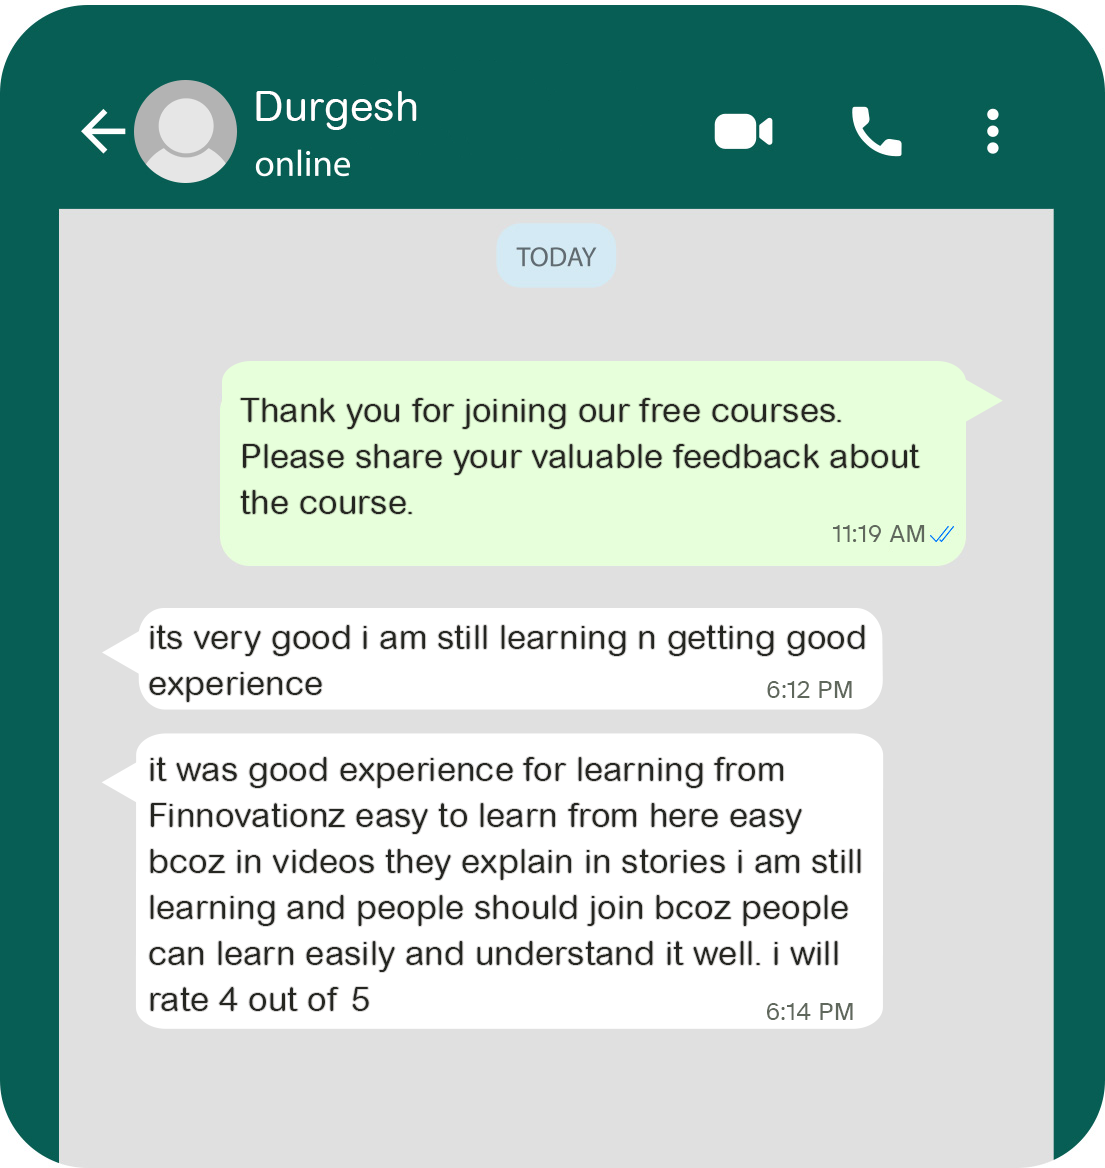 Durgesh
online
TODAY
Thank you for joining our free courses.
Please share your valuable feedback about
the course.
11:19 AM
its very good i am still learning n getting good
experience
6:12 PM
it was good experience for learning from
Finnovationz easy to learn from here easy
bcoz in videos they explain in stories i am still
learning and people should join bcoz people
can learn easily and understand it well. i will
rate 4 out of 5
6:14 PM